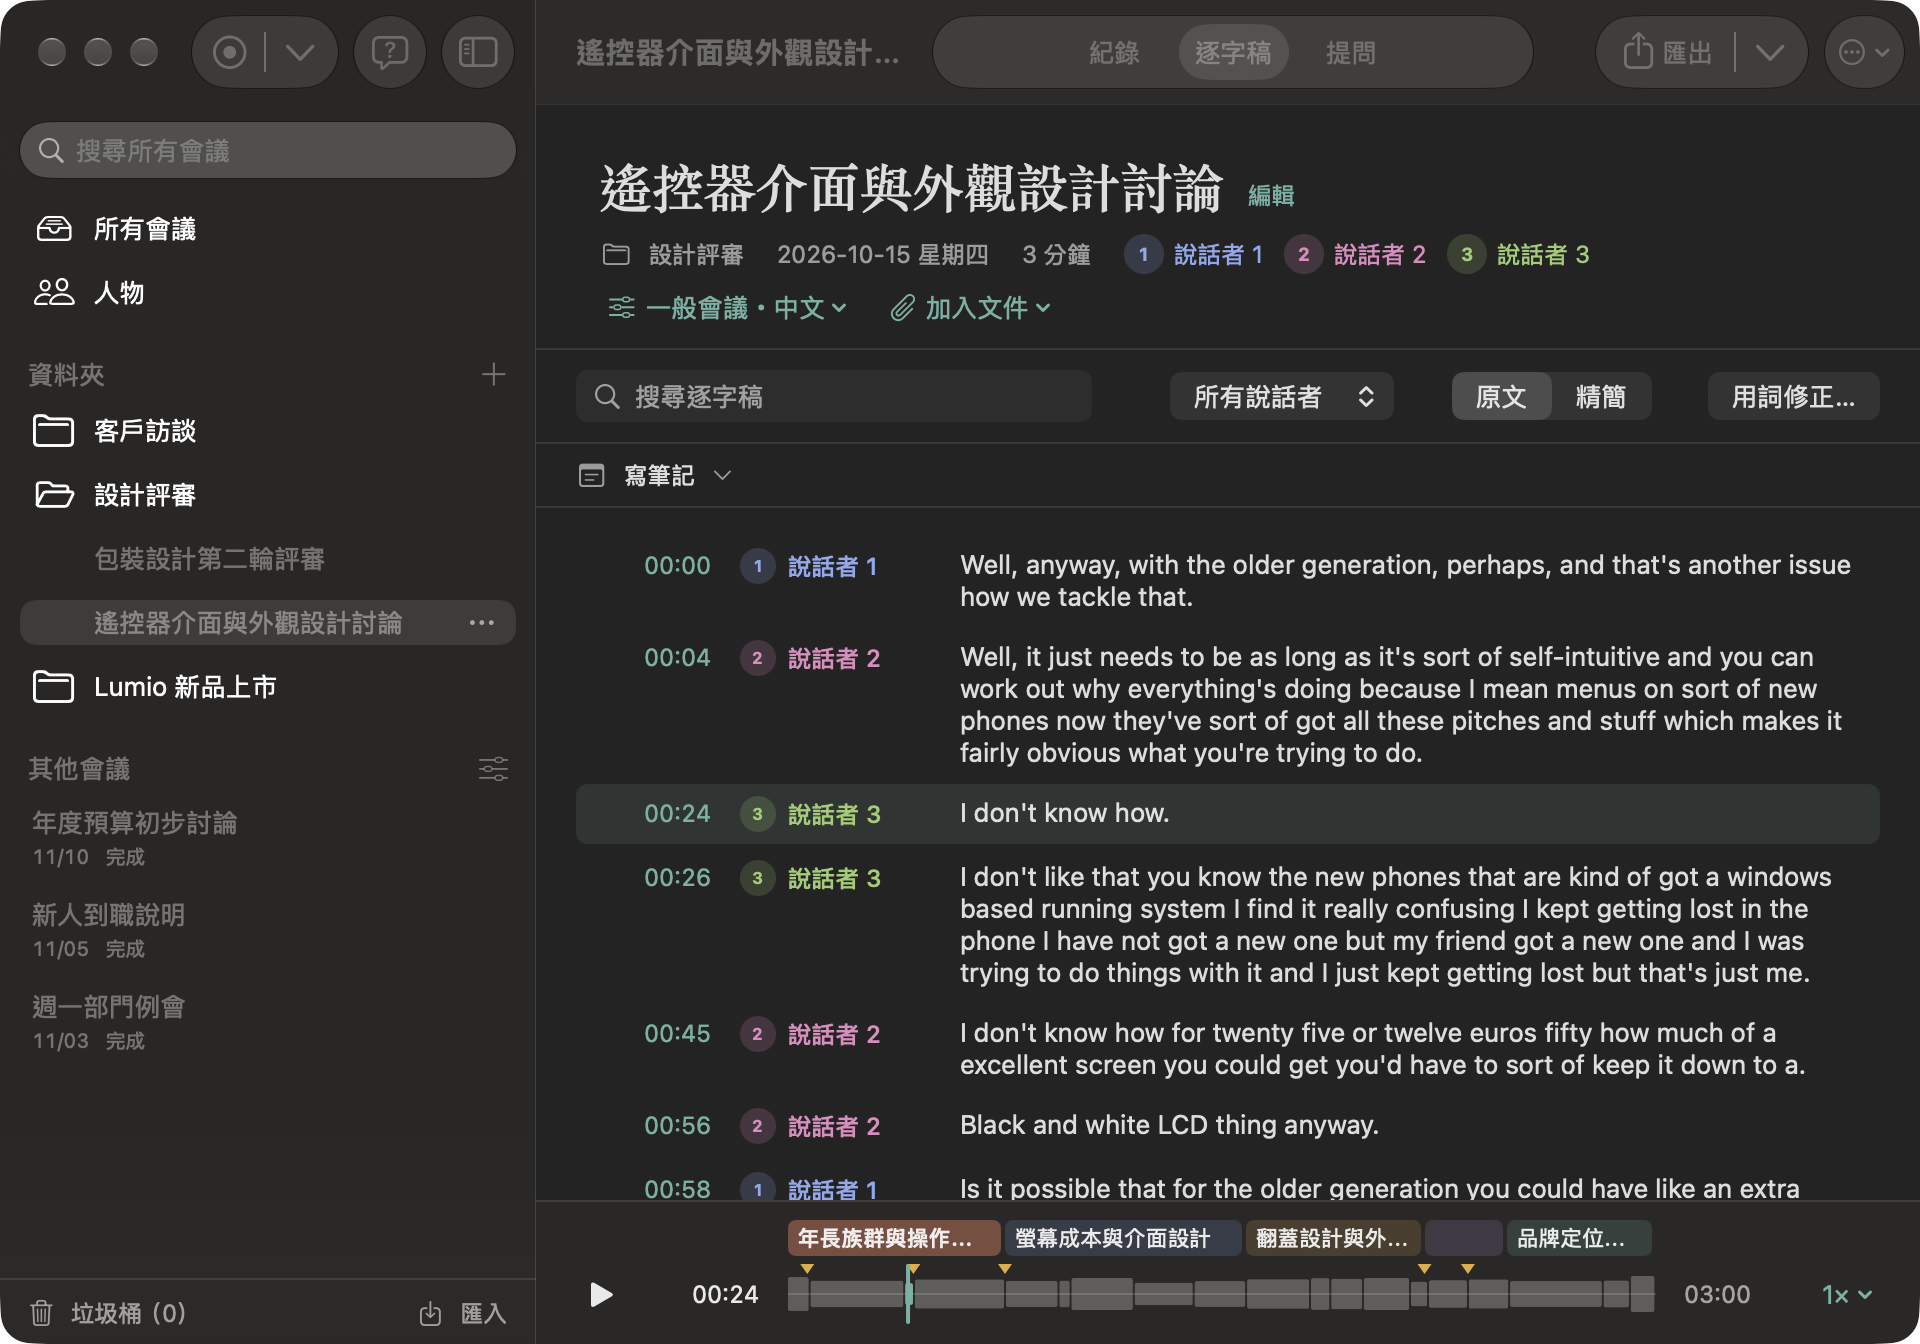 遙控器介面與外觀設計...
紀錄
逐字稿
提問
匯出
搜尋所有會議
所有會議
人物
資料夾
客戶訪談
設計評審
包裝設計第二輪評審
遙控器介面與外觀設計討論
Lumio 新品上市
其他會議
年度預算初步討論
11/10 完成
新人到職說明
11/05 完成
週一部門例會
11/03 完成
垃圾桶 (0)
匯入
遙控器介面與外觀設計討論 編輯
設計評審 2026-10-15 星期四 3 分鐘 1 說話者 1 2 說話者 2 3 說話者 3
一般會議・中文 加入文件
搜尋逐字稿 所有說話者 原文 精簡 用詞修正...
寫筆記
00:00 1 說話者 1 Well, anyway, with the older generation, perhaps, and that's another issue
how we tackle that.
00:04 2 說話者 2 Well, it just needs to be as long as it's sort of self-intuitive and you can
work out why everything's doing because I mean menus on sort of new
phones now they've sort of got all these pitches and stuff which makes it
fairly obvious what you're trying to do.
00:24 3 說話者 3 I don't know how.
00:26 3 說話者 3 I don't like that you know the new phones that are kind of got a windows
based running system I find it really confusing I kept getting lost in the
phone I have not got a new one but my friend got a new one and I was
trying to do things with it and I just kept getting lost but that's just me.
00:45 2 說話者 2 I don't know how for twenty five or twelve euros fifty how much of a
excellent screen you could get you'd have to sort of keep it down to a.
00:56 2 說話者 2 Black and white LCD thing anyway.
00:58 1 說話者 1 Is it possible that for the older generation you could have like an extra
年長族群與操作... 螢幕成本與介面設計 翻蓋設計與外... 品牌定位...
00:24 03:00 1×